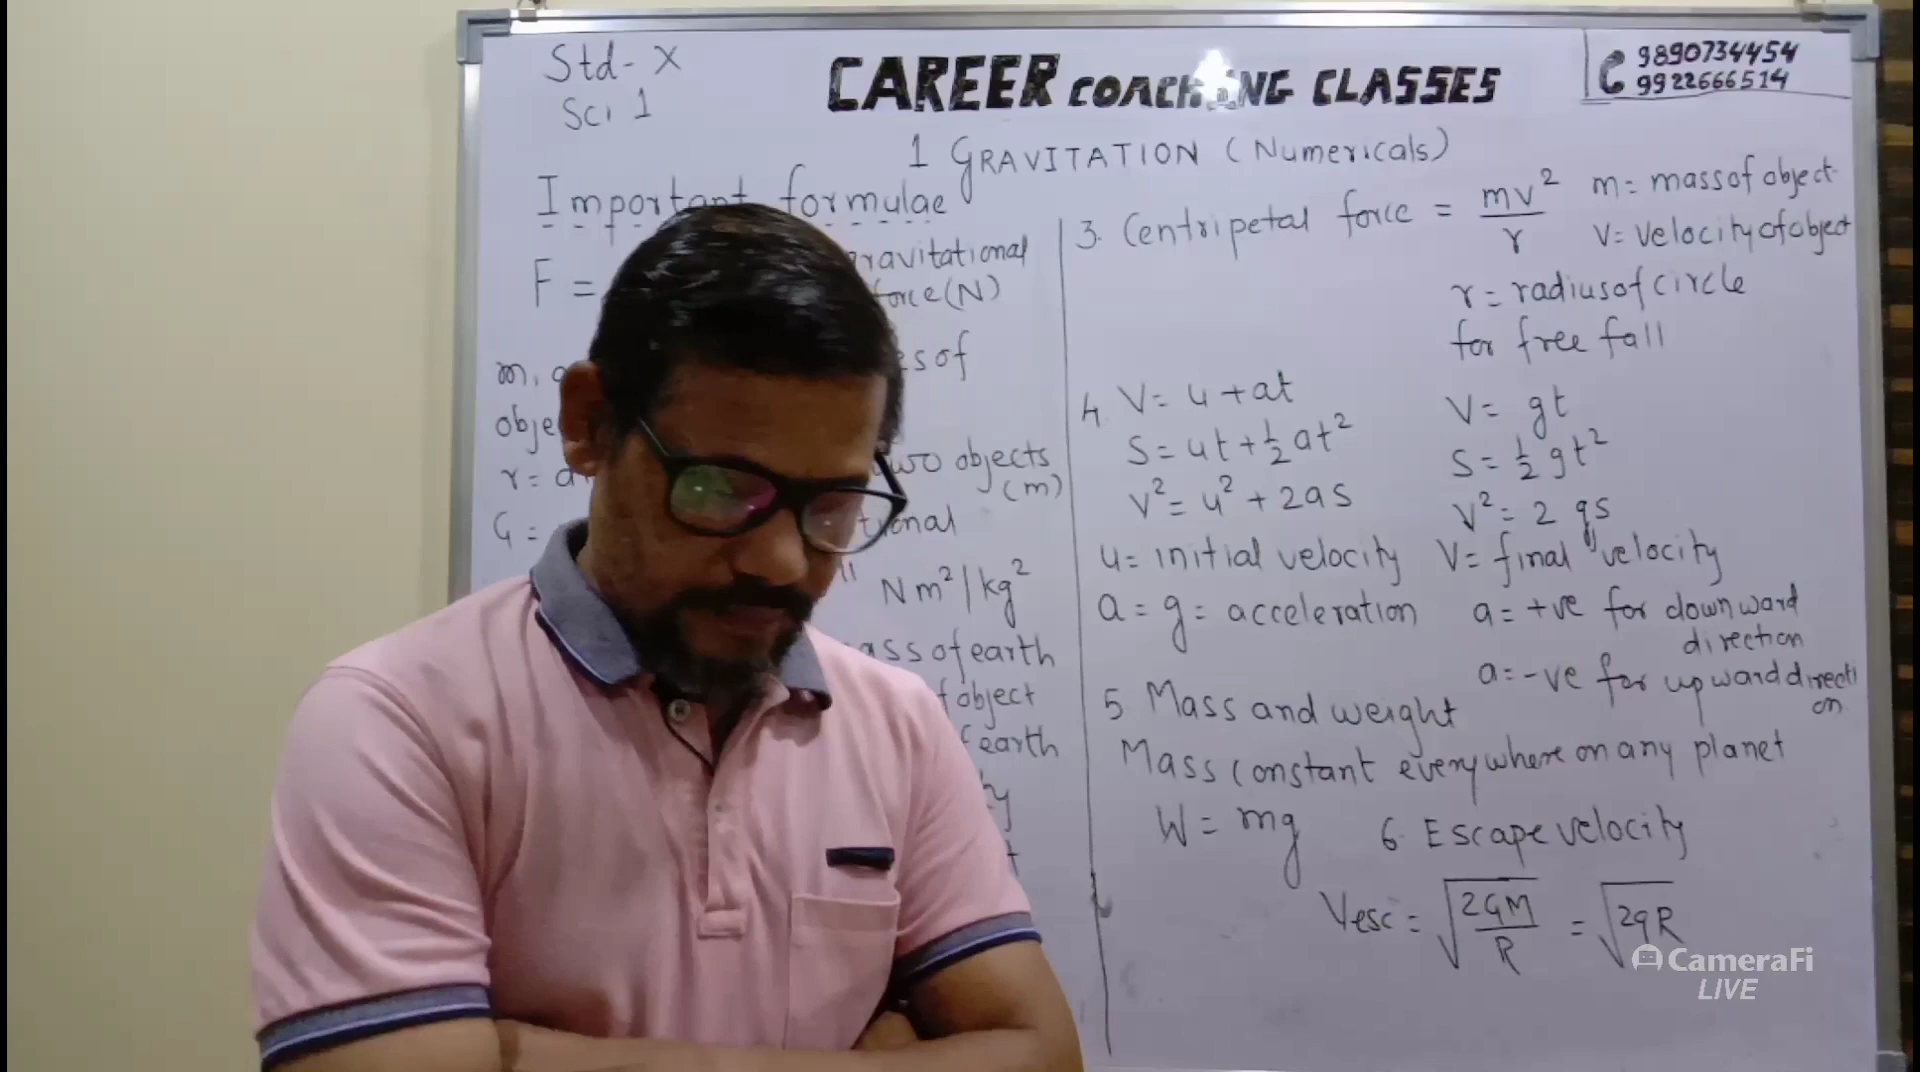 Std- X
Sci 1
CAREER COACHING CLASSES
9890734454
9922666514
1 GRAVITATION (Numericals)
Important formulae
F =
gravitational
force (N)
m,
s of
obje
two objects
r = d
(m)
G =
tional
Nm²/kg²
ass of earth
f object
f earth
3. Centripetal force = mv²/r
m = mass of object
V = velocity of object
r = radius of circle
for free fall
4. V = u + at
V = gt
S = ut + ½ at²
S = ½ gt²
V² = u² + 2as
V² = 2 gs
u = initial velocity V = final velocity
a = g = acceleration
a = +ve for downward
direction
a = -ve for upward directi
on
5. Mass and weight
Mass constant everywhere on any planet
W = mg
6. Escape velocity
Vesc = √2GM/R = √2gR
CameraFi
LIVE